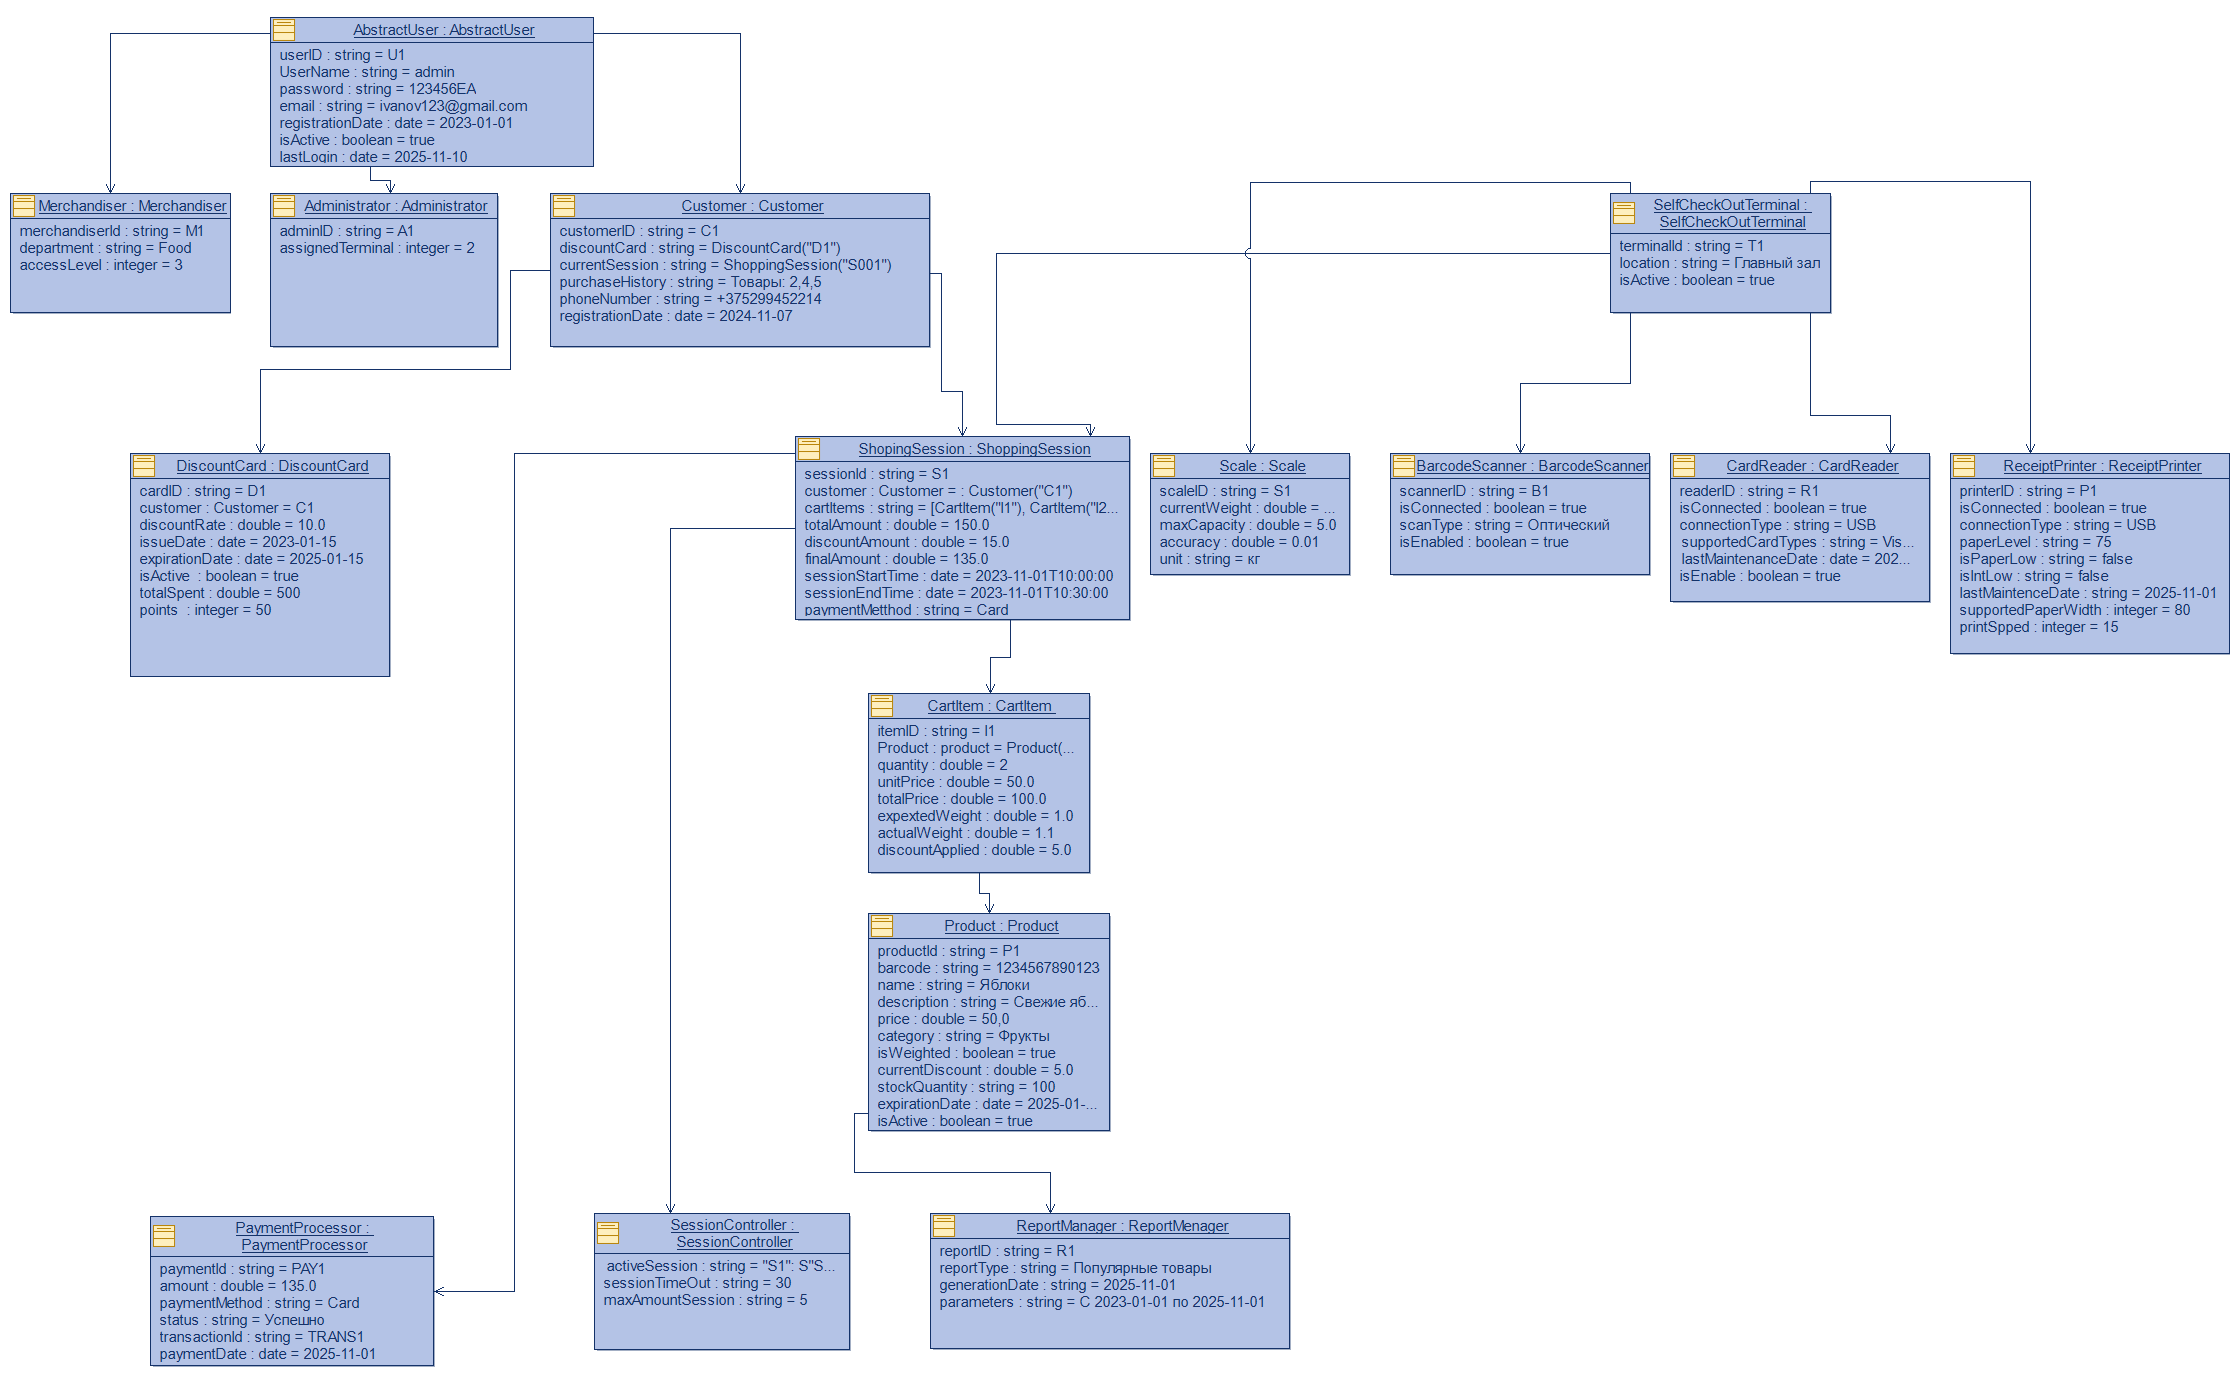 AbstractUser : AbstractUser
userID : string = U1
UserName : string = admin
password : string = 123456EA
email : string = ivanov123@gmail.com
registrationDate : date = 2023-01-01
isActive : boolean = true
lastLogin : date = 2025-11-10
Merchandiser : Merchandiser
merchandiserId : string = M1
department : string = Food
accessLevel : integer = 3
Administrator : Administrator
adminID : string = A1
assignedTerminal : integer = 2
Customer : Customer
customerID : string = C1
discountCard : string = DiscountCard("D1")
currentSession : string = ShoppingSession("S001")
purchaseHistory : string = Товары: 2,4,5
phoneNumber : string = +375299452214
registrationDate : date = 2024-11-07
SelfCheckOutTerminal :
SelfCheckOutTerminal
terminalId : string = T1
location : string = Главный зал
isActive : boolean = true
DiscountCard : DiscountCard
cardID : string = D1
customer : Customer = C1
discountRate : double = 10.0
issueDate : date = 2023-01-15
expirationDate : date = 2025-01-15
isActive  : boolean = true
totalSpent : double = 500
points  : integer = 50
ShopingSession : ShoppingSession
sessionId : string = S1
customer : Customer = : Customer("C1")
cartItems : string = [CartItem("I1"), CartItem("I2...
totalAmount : double = 150.0
discountAmount : double = 15.0
finalAmount : double = 135.0
sessionStartTime : date = 2023-11-01T10:00:00
sessionEndTime : date = 2023-11-01T10:30:00
paymentMetthod : string = Card
Scale : Scale
scaleID : string = S1
currentWeight : double = ...
maxCapacity : double = 5.0
accuracy : double = 0.01
unit : string = кг
BarcodeScanner : BarcodeScanner
scannerID : string = B1
isConnected : boolean = true
scanType : string = Оптический
isEnabled : boolean = true
CardReader : CardReader
readerID : string = R1
isConnected : boolean = true
connectionType : string = USB
supportedCardTypes : string = Vis...
lastMaintenanceDate : date = 202...
isEnable : boolean = true
ReceiptPrinter : ReceiptPrinter
printerID : string = P1
isConnected : boolean = true
connectionType : string = USB
paperLevel : string = 75
isPaperLow : string = false
isIntLow : string = false
lastMaintenceDate : string = 2025-11-01
supportedPaperWidth : integer = 80
printSpped : integer = 15
CartItem : CartItem
itemID : string = I1
Product : product = Product(...
quantity : double = 2
unitPrice : double = 50.0
totalPrice : double = 100.0
expextedWeight : double = 1.0
actualWeight : double = 1.1
discountApplied : double = 5.0
Product : Product
productId : string = P1
barcode : string = 1234567890123
name : string = Яблоки
description : string = Свежие яб...
price : double = 50,0
category : string = Фрукты
isWeighted : boolean = true
currentDiscount : double = 5.0
stockQuantity : string = 100
expirationDate : date = 2025-01-...
isActive : boolean = true
PaymentProcessor :
PaymentProcessor
paymentId : string = PAY1
amount : double = 135.0
paymentMethod : string = Card
status : string = Успешно
transactionId : string = TRANS1
paymentDate : date = 2025-11-01
SessionController :
SessionController
activeSession : string = "S1": S"S...
sessionTimeOut : string = 30
maxAmountSession : string = 5
ReportManager : ReportMenager
reportID : string = R1
reportType : string = Популярные товары
generationDate : string = 2025-11-01
parameters : string = С 2023-01-01 по 2025-11-01